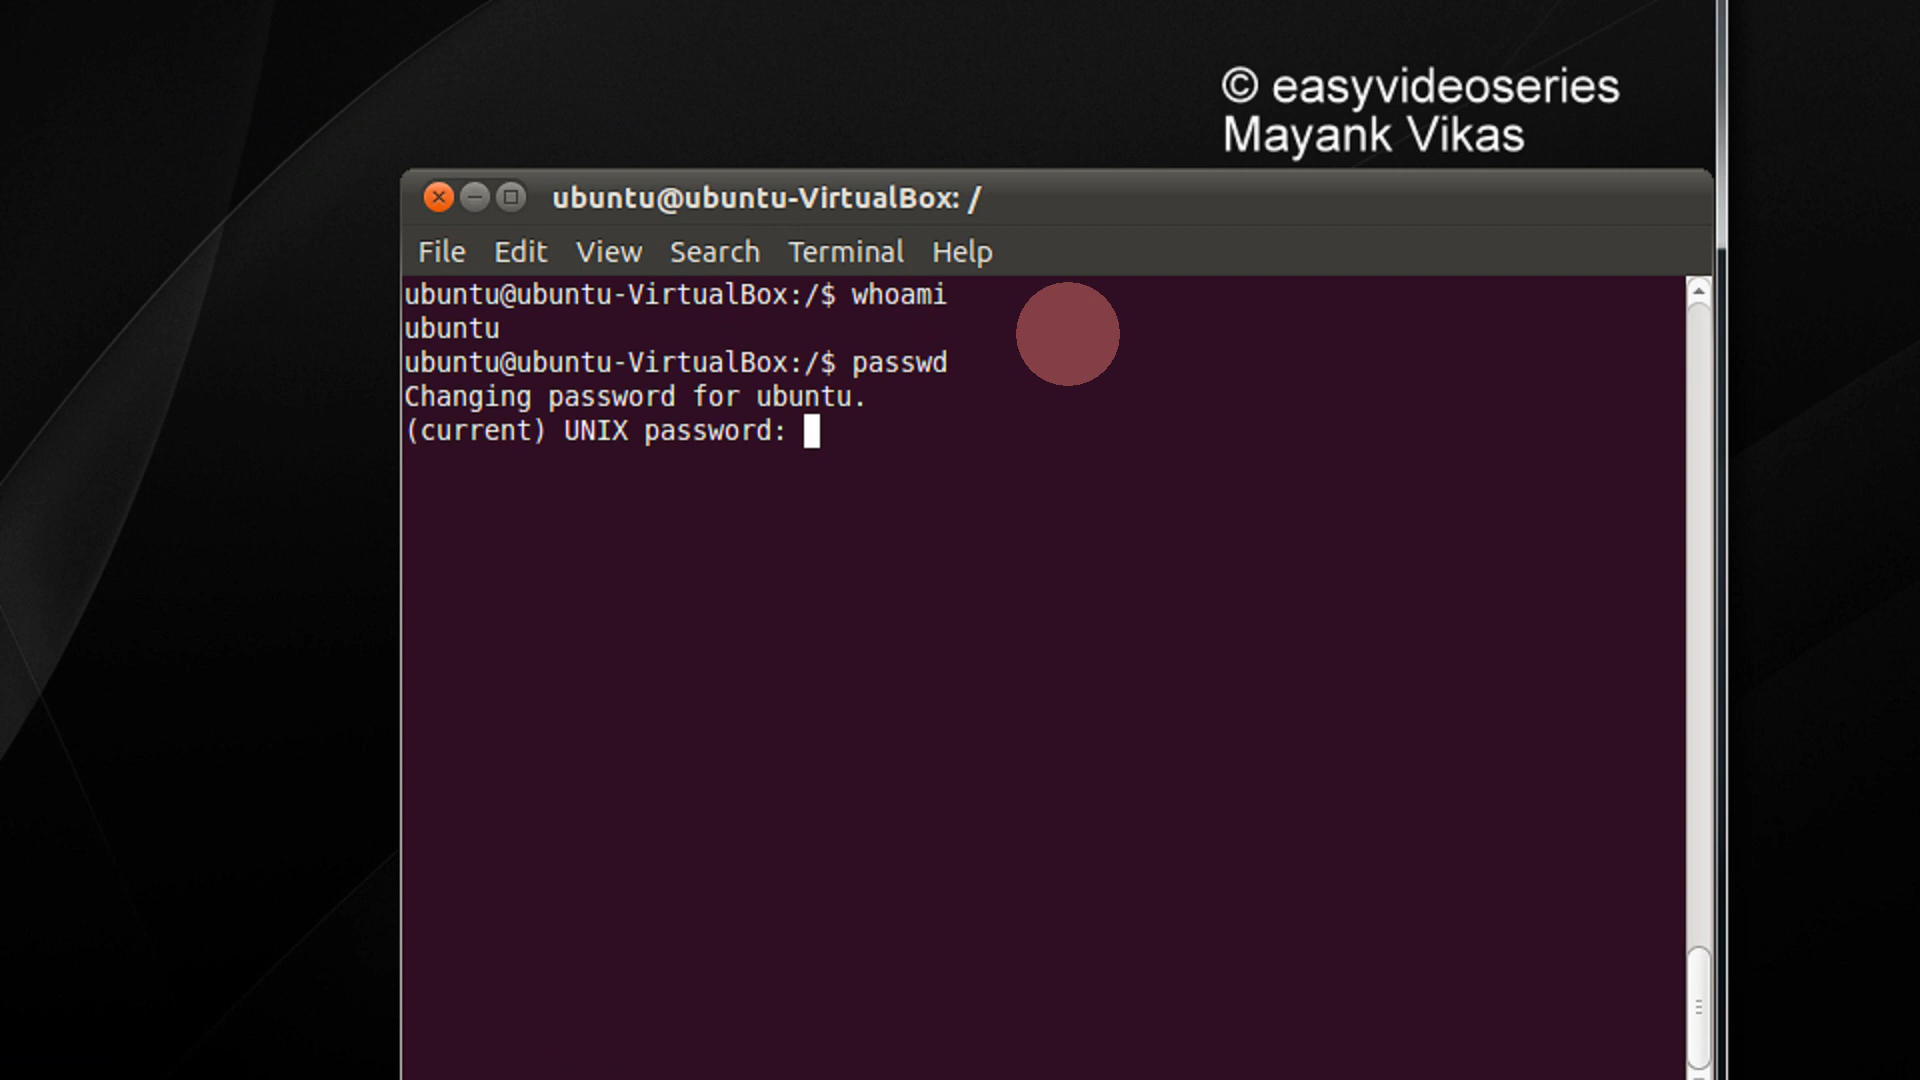 © easyvideoseries
Mayank Vikas
ubuntu@ubuntu-VirtualBox: /
File Edit View Search Terminal Help
ubuntu@ubuntu-VirtualBox:/$ whoami
ubuntu
ubuntu@ubuntu-VirtualBox:/$ passwd
Changing password for ubuntu.
(current) UNIX password: